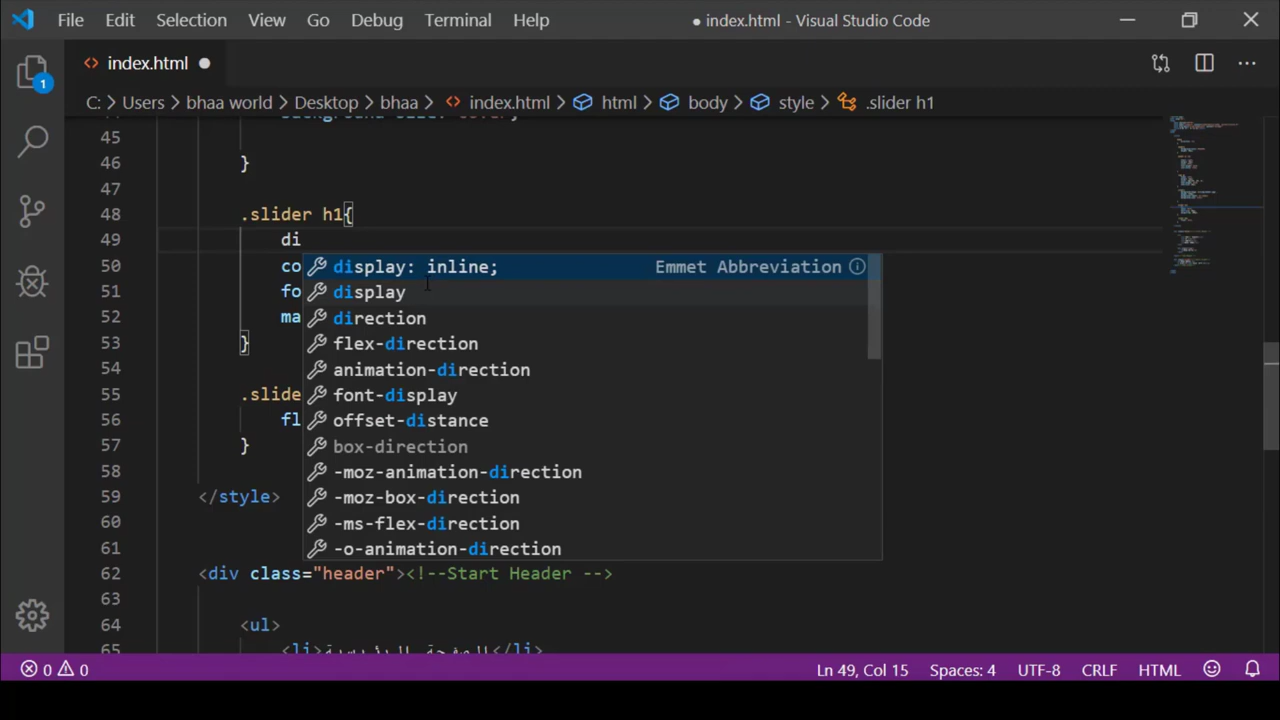 File Edit Selection View Go Debug Terminal Help ● index.html - Visual Studio Code
index.html
1
C: > Users > bhaa world > Desktop > bhaa > index.html > html > body > style > .slider h1
45
46 }
47
48 .slider h1{
49 di
50 co
51 fo
52 ma
53 }
54
55 .slide
56 fl
57 }
58
59 </style>
60
61
62 <div class="header"><!--Start Header -->
63
64 <ul>
65 <li>الصفحة الرئيسية</li>
display: inline; Emmet Abbreviation
display
direction
flex-direction
animation-direction
font-display
offset-distance
box-direction
-moz-animation-direction
-moz-box-direction
-ms-flex-direction
-o-animation-direction
0 0 Ln 49, Col 15 Spaces: 4 UTF-8 CRLF HTML